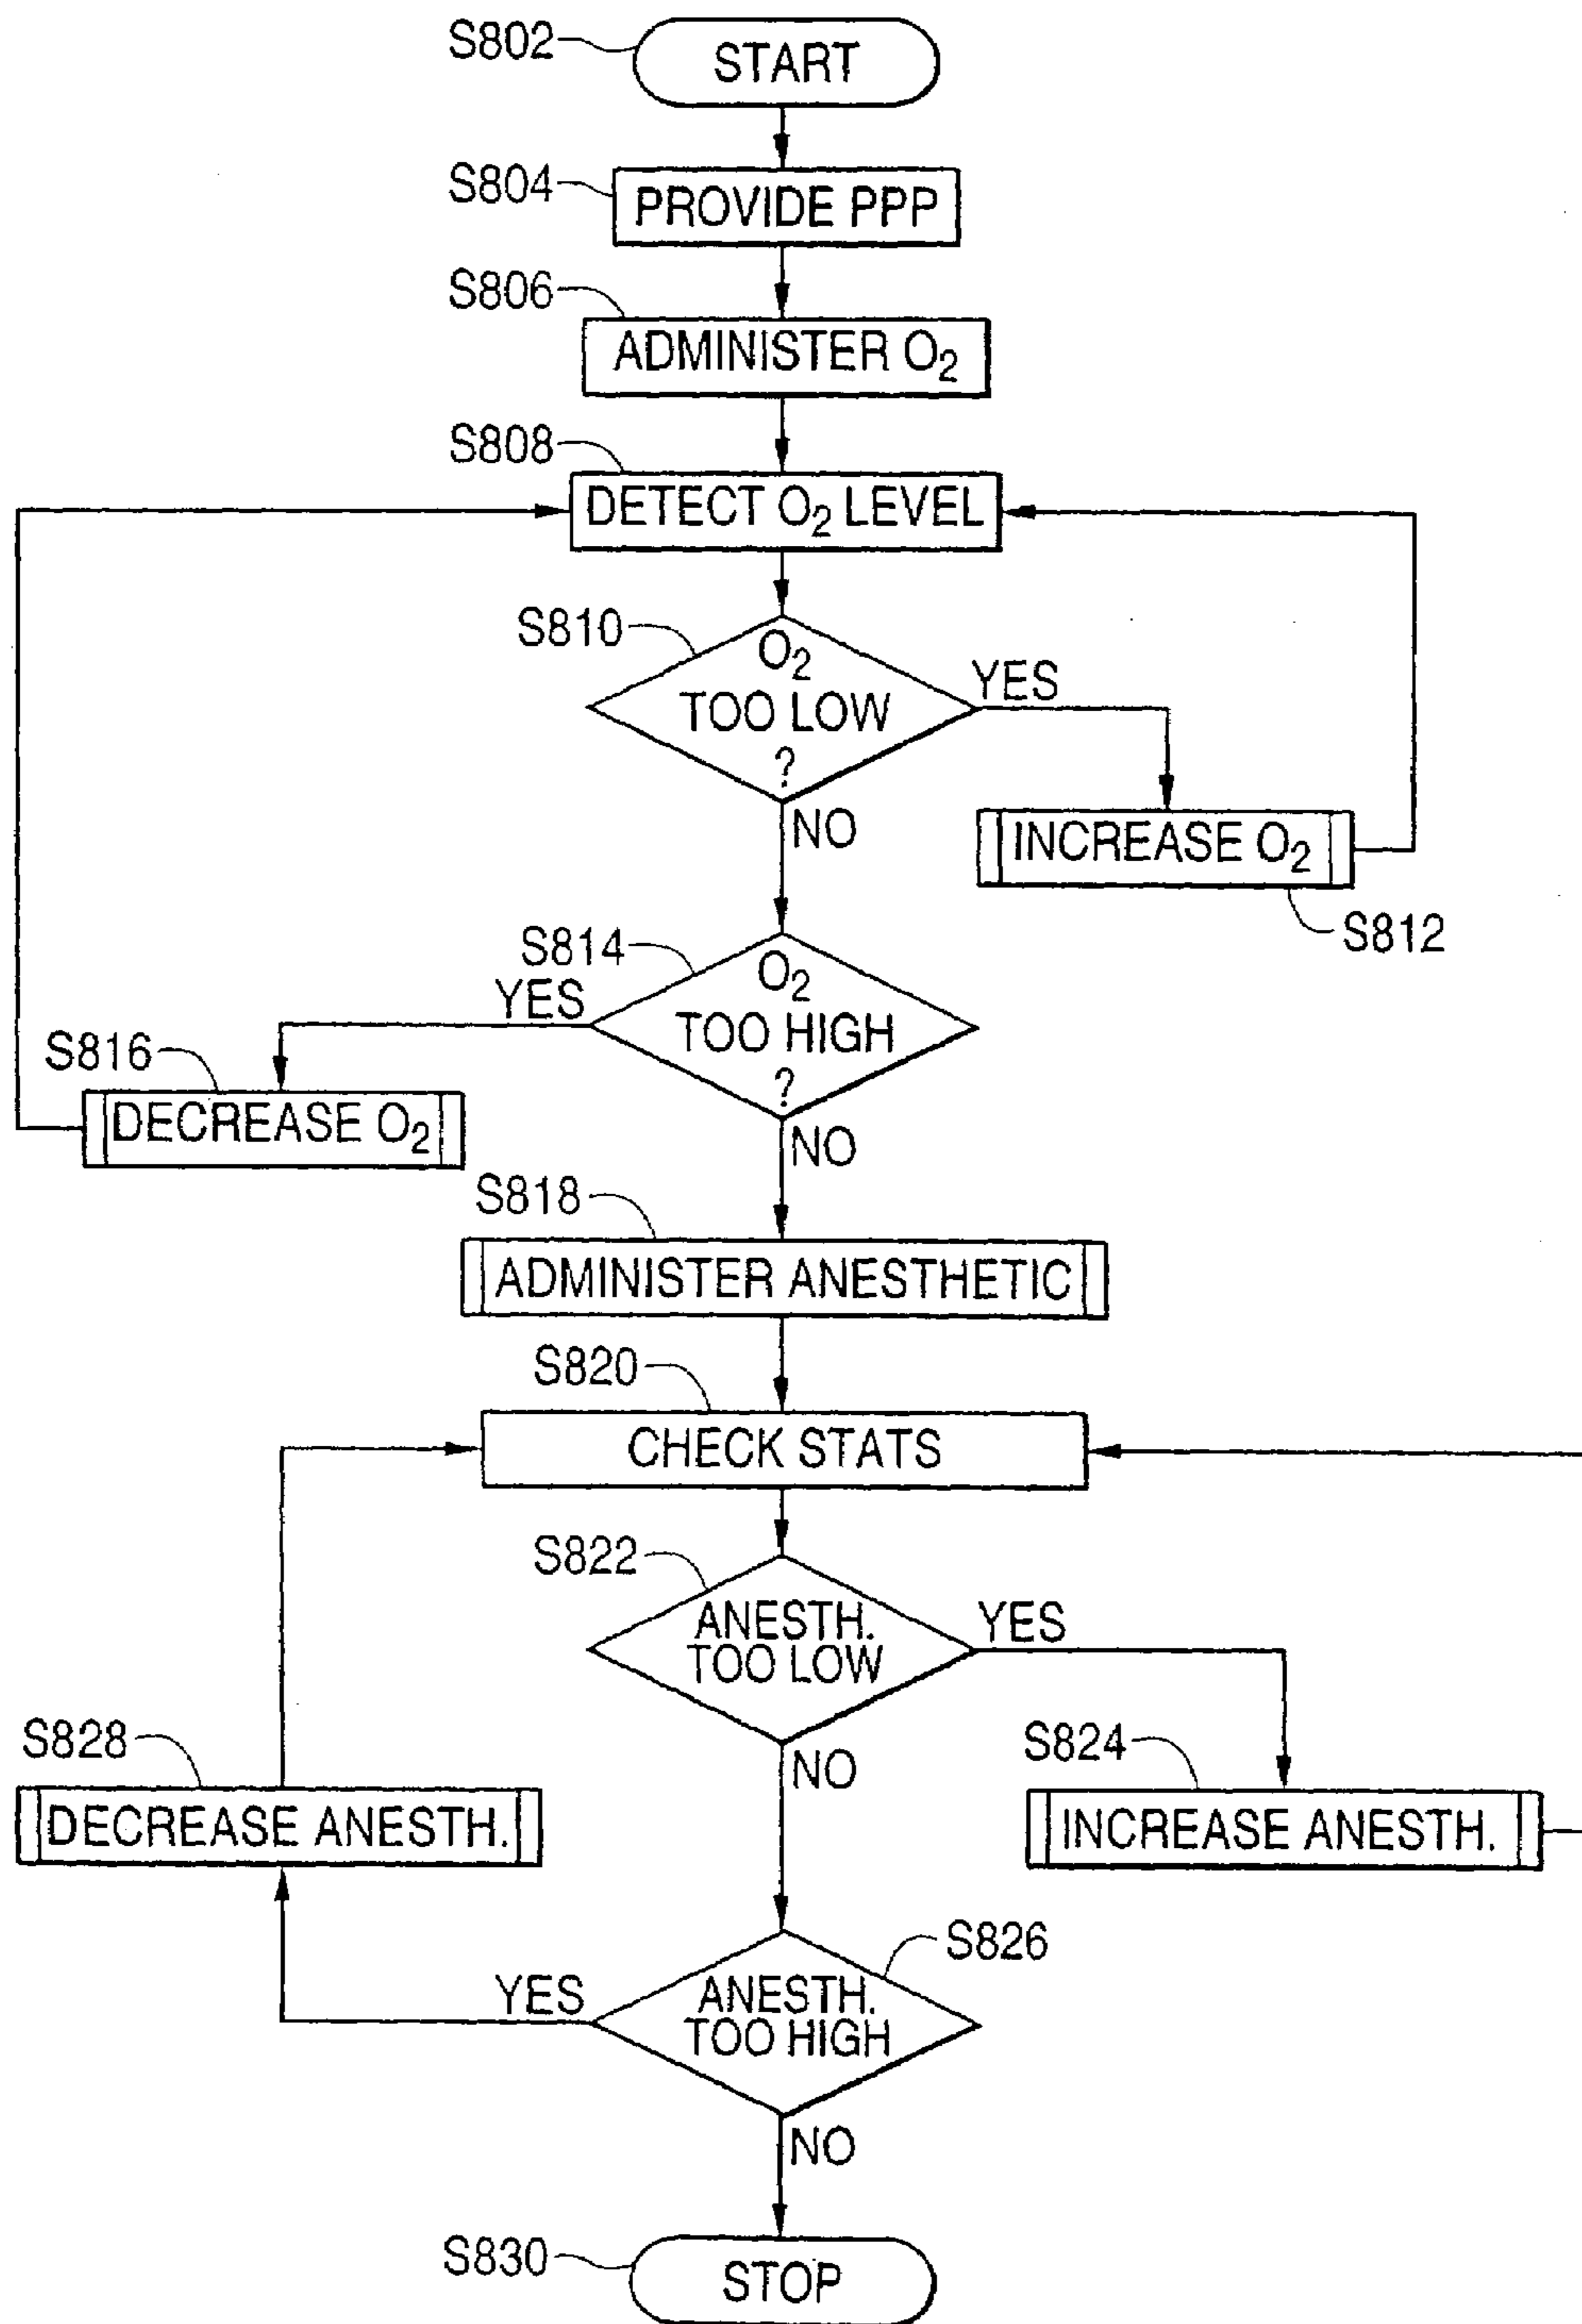 S802
START
S804
PROVIDE PPP
S806
ADMINISTER O₂
S808
DETECT O₂ LEVEL
S810
O₂
TOO LOW
?
YES
NO
INCREASE O₂
S812
S814
O₂
TOO HIGH
?
YES
NO
S816
DECREASE O₂
S818
ADMINISTER ANESTHETIC
S820
CHECK STATS
S822
ANESTH.
TOO LOW
YES
NO
S828
DECREASE ANESTH.
S824
INCREASE ANESTH.
S826
ANESTH.
TOO HIGH
YES
NO
S830
STOP